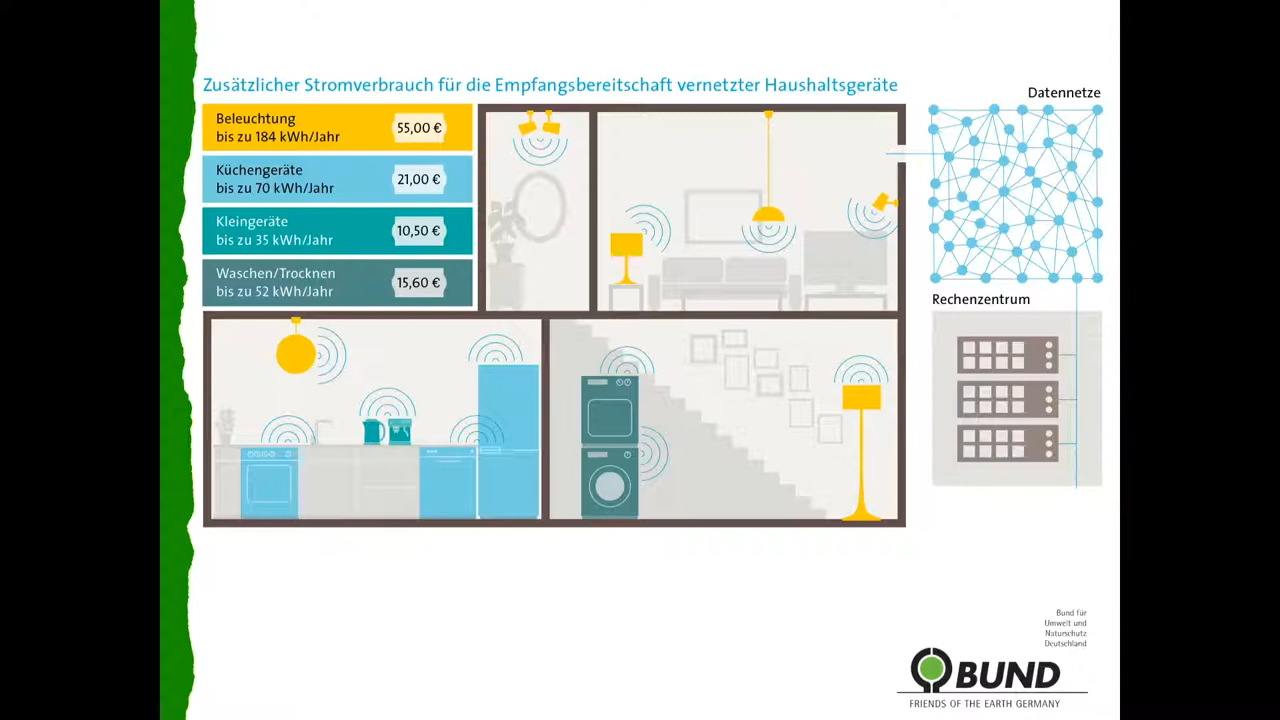 Zusätzlicher Stromverbrauch für die Empfangsbereitschaft vernetzter Haushaltsgeräte
Beleuchtung
bis zu 184 kWh/Jahr
55,00 €
Küchengeräte
bis zu 70 kWh/Jahr
21,00 €
Kleingeräte
bis zu 35 kWh/Jahr
10,50 €
Waschen/Trocknen
bis zu 52 kWh/Jahr
15,60 €
Datennetze
Rechenzentrum
Bund für
Umwelt und
Naturschutz
Deutschland
BUND
FRIENDS OF THE EARTH GERMANY